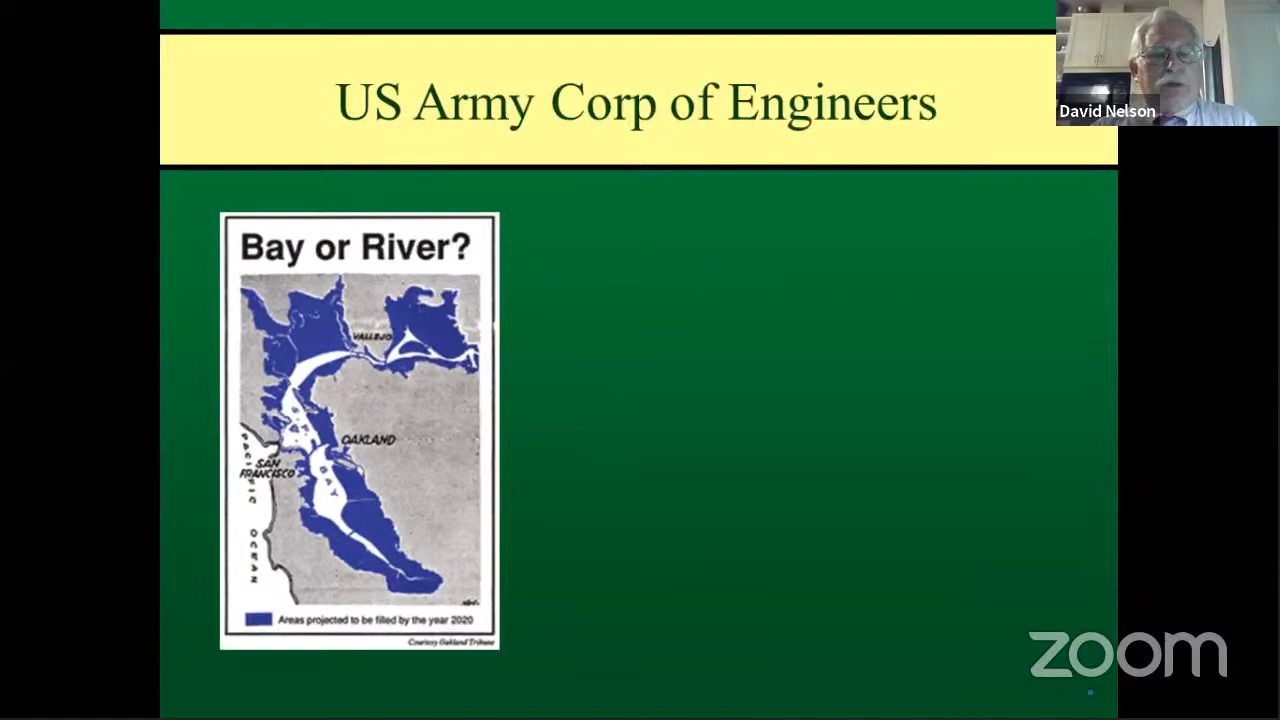 US Army Corp of Engineers
David Nelson
Bay or River?
VALLEJO
OAKLAND
SAN
FRANCISCO
BAY
PACIFIC OCEAN
Areas projected to be filled by the year 2020
Courtesy Oakland Tribune
zoom